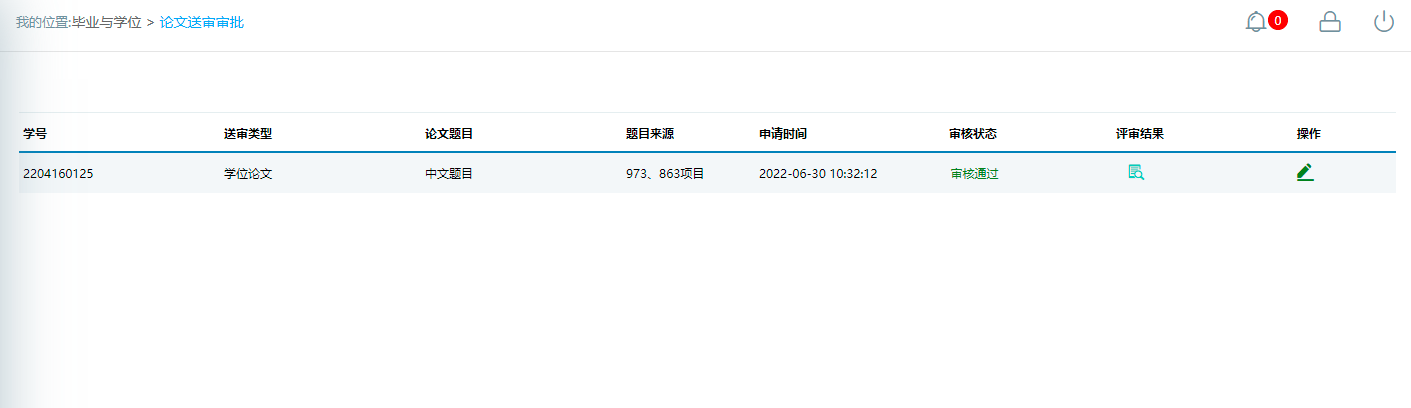 我的位置:毕业与学位 > 论文送审审批
0
学号 送审类型 论文题目 题目来源 申请时间 审核状态 评审结果 操作
2204160125 学位论文 中文题目 973、863项目 2022-06-30 10:32:12 审核通过